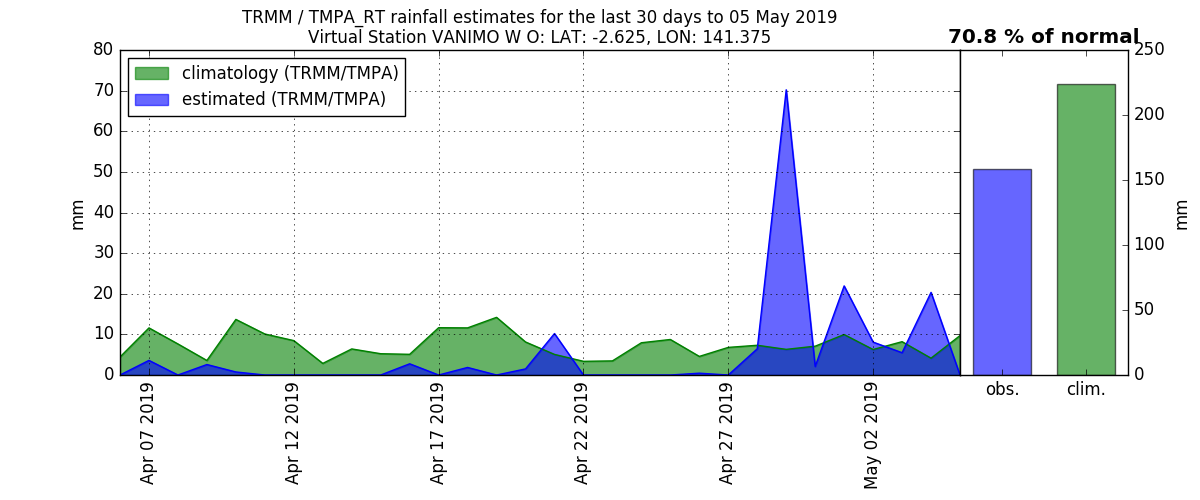 TRMM / TMPA_RT rainfall estimates for the last 30 days to 05 May 2019
Virtual Station VANIMO W O: LAT: -2.625, LON: 141.375
70.8 % of normal
climatology (TRMM/TMPA)
estimated (TRMM/TMPA)
80
70
60
50
40
30
20
10
0
mm
Apr 07 2019
Apr 12 2019
Apr 17 2019
Apr 22 2019
Apr 27 2019
May 02 2019
obs.
clim.
250
200
150
100
50
0
mm